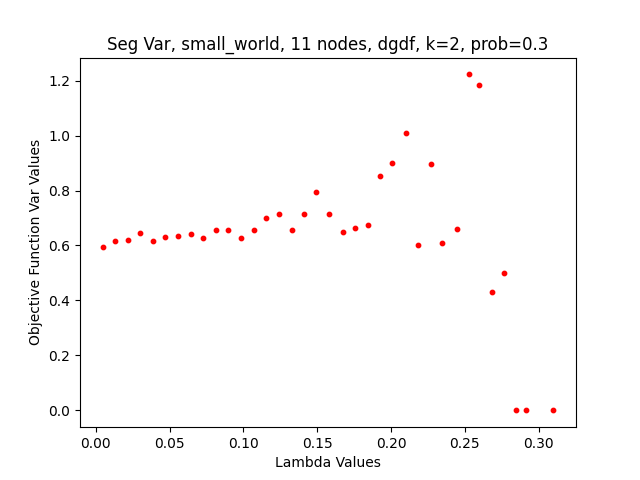 Seg Var, small_world, 11 nodes, dgdf, k=2, prob=0.3
Objective Function Var Values
1.2
1.0
0.8
0.6
0.4
0.2
0.0
0.00 0.05 0.10 0.15 0.20 0.25 0.30
Lambda Values